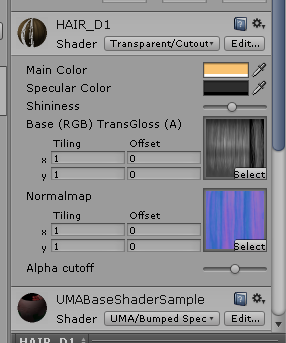 HAIR_D1
Shader Transparent/Cutout Edit...
Main Color
Specular Color
Shininess
Base (RGB) TransGloss (A)
Tiling Offset
x 1 0
y 1 0
Select
Normalmap
Tiling Offset
x 1 0
y 1 0
Select
Alpha cutoff
UMABaseShaderSample
Shader UMA/Bumped Spec Edit...
HAIR_D1